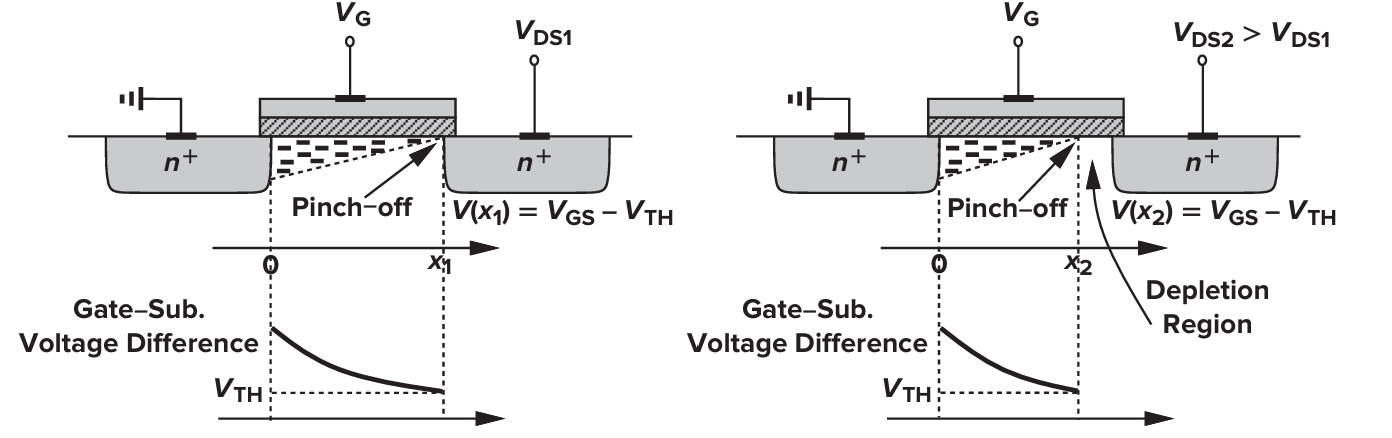 V_G
V_DS1
n+
n+
Pinch–off
V(x_1) = V_GS – V_TH
0
x_1
Gate–Sub.
Voltage Difference
V_TH
V_G
V_DS2 > V_DS1
n+
n+
Pinch–off
V(x_2) = V_GS – V_TH
0
x_2
Depletion
Region
Gate–Sub.
Voltage Difference
V_TH